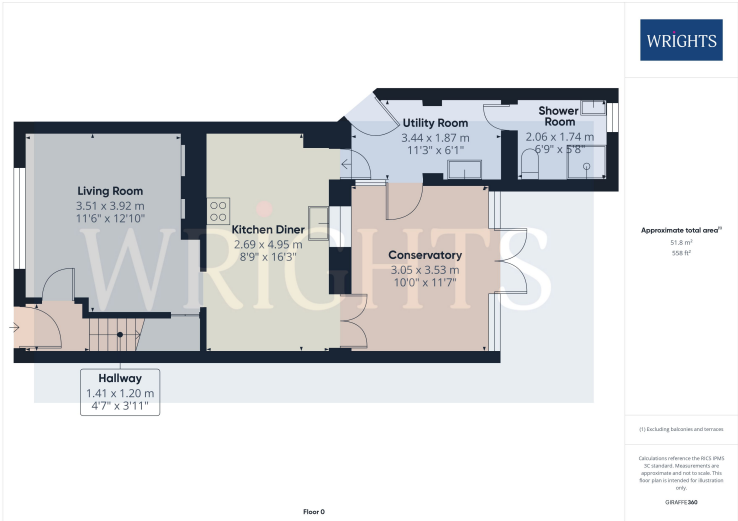 WRIGHTS
Living Room
3.51 x 3.92 m
11'6" x 12'10"
Kitchen Diner
2.69 x 4.95 m
8'9" x 16'3"
Utility Room
3.44 x 1.87 m
11'3" x 6'1"
Shower
Room
2.06 x 1.74 m
6'9" x 5'8"
Conservatory
3.05 x 3.53 m
10'0" x 11'7"
Hallway
1.41 x 1.20 m
4'7" x 3'11"
WRIGHTS
Floor 0
Approximate total area(1)
51.8 m²
558 ft²
(1) Excluding balconies and terraces
Calculations reference the RICS IPMS
3C standard. Measurements are
approximate and not to scale. This
floor plan is intended for illustration
only.
GIRAFFE360